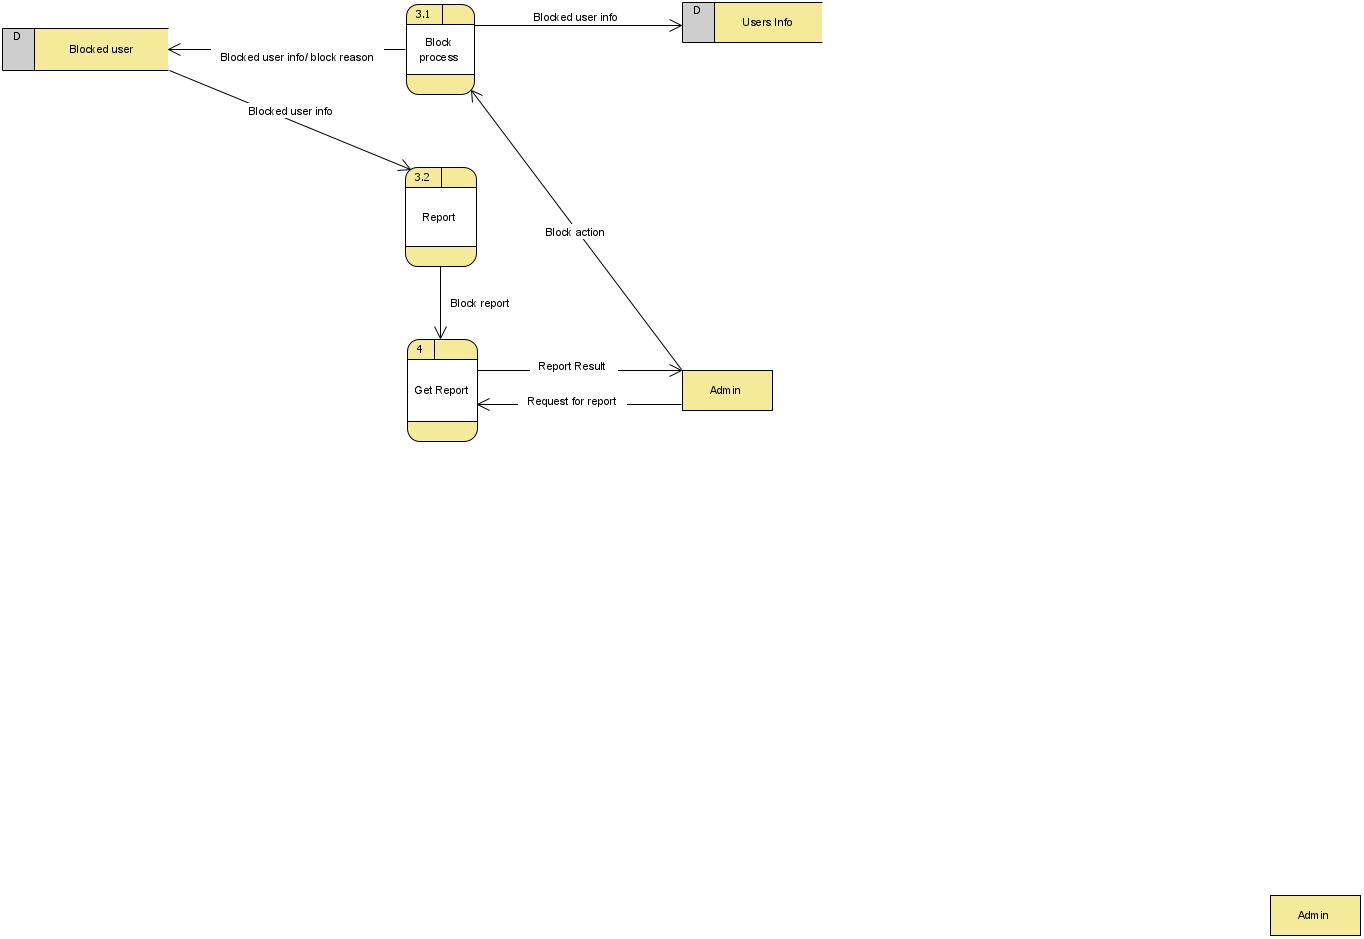 3.1
Blocked user info
D
Users Info
D
Blocked user
Block
process
Blocked user info/ block reason
Blocked user info
3.2
Report
Block action
Block report
4
Get Report
Report Result
Request for report
Admin
Admin